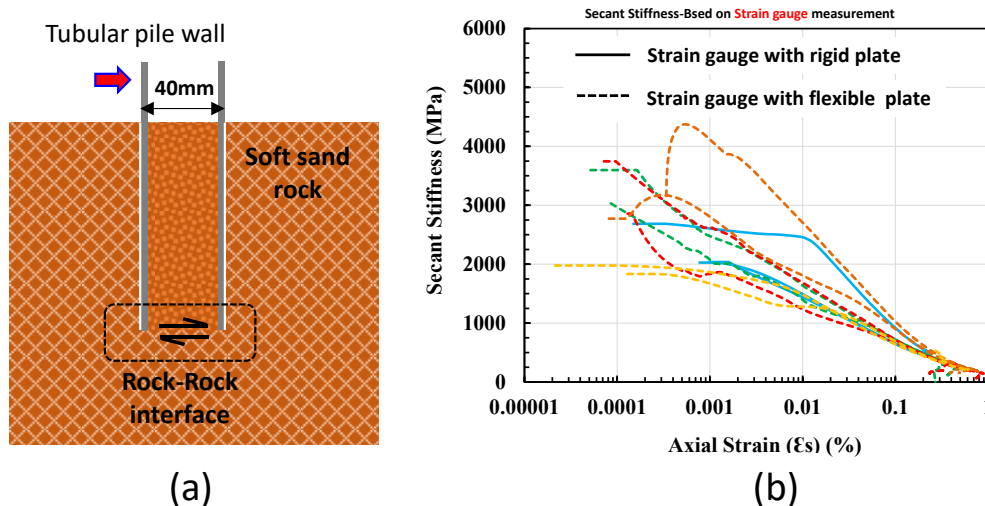 Tubular pile wall
40mm
Soft sand
rock
Rock-Rock
interface
(a)
Secant Stiffness-Bsed on Strain gauge measurement
Strain gauge with rigid plate
Strain gauge with flexible plate
Secant Stiffness (MPa)
6000
5000
4000
3000
2000
1000
0
0.00001
0.0001
0.001
0.01
0.1
1
Axial Strain (Ɛs) (%)
(b)